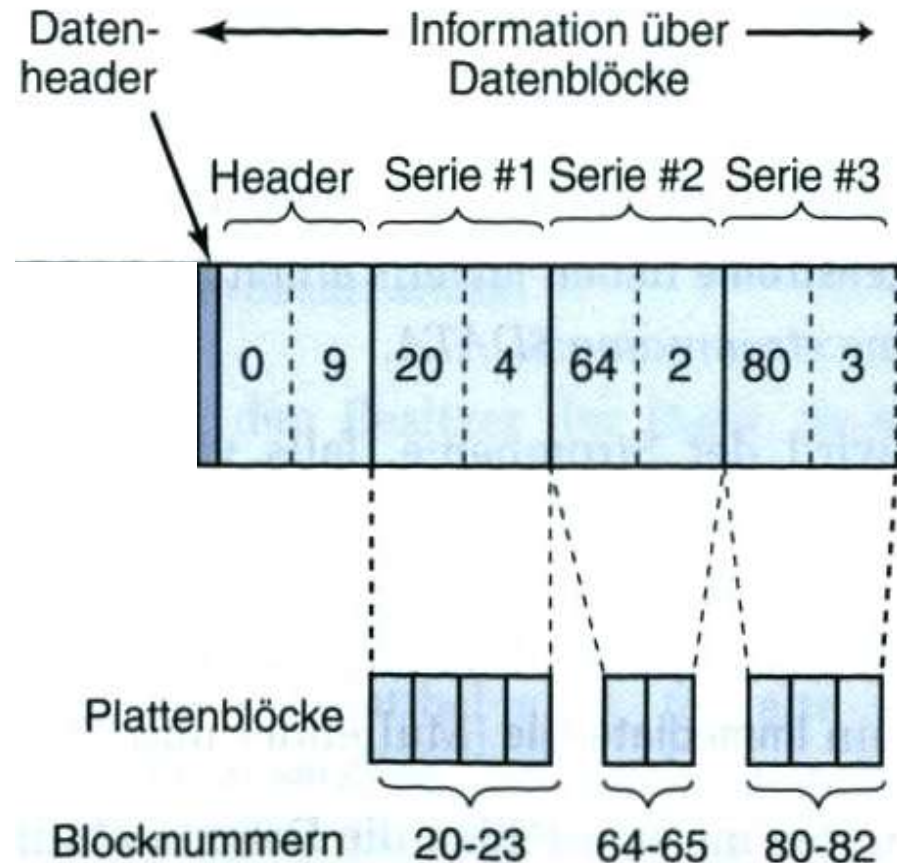 Daten-
header
Information über
Datenblöcke
Header Serie #1 Serie #2 Serie #3
0 9 20 4 64 2 80 3
Plattenblöcke
Blocknummern 20-23 64-65 80-82